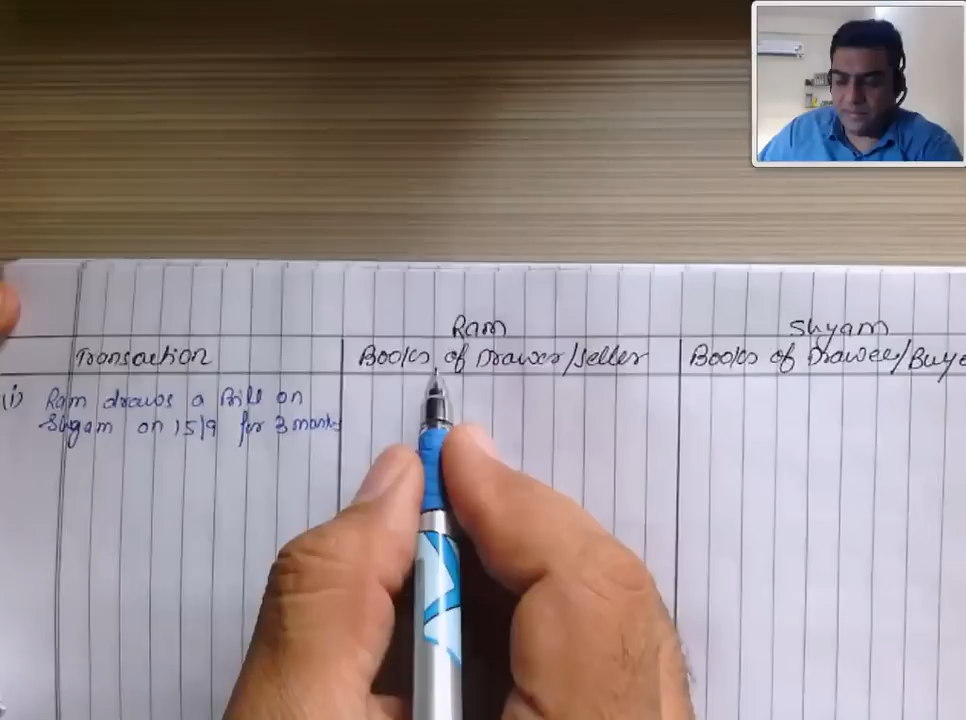 Ram
Shyam
Transaction
Books of Drawer/Seller
Books of Drawee/Buye
(i) Ram draws a Bill on
Shyam on 15/9 for 3 months